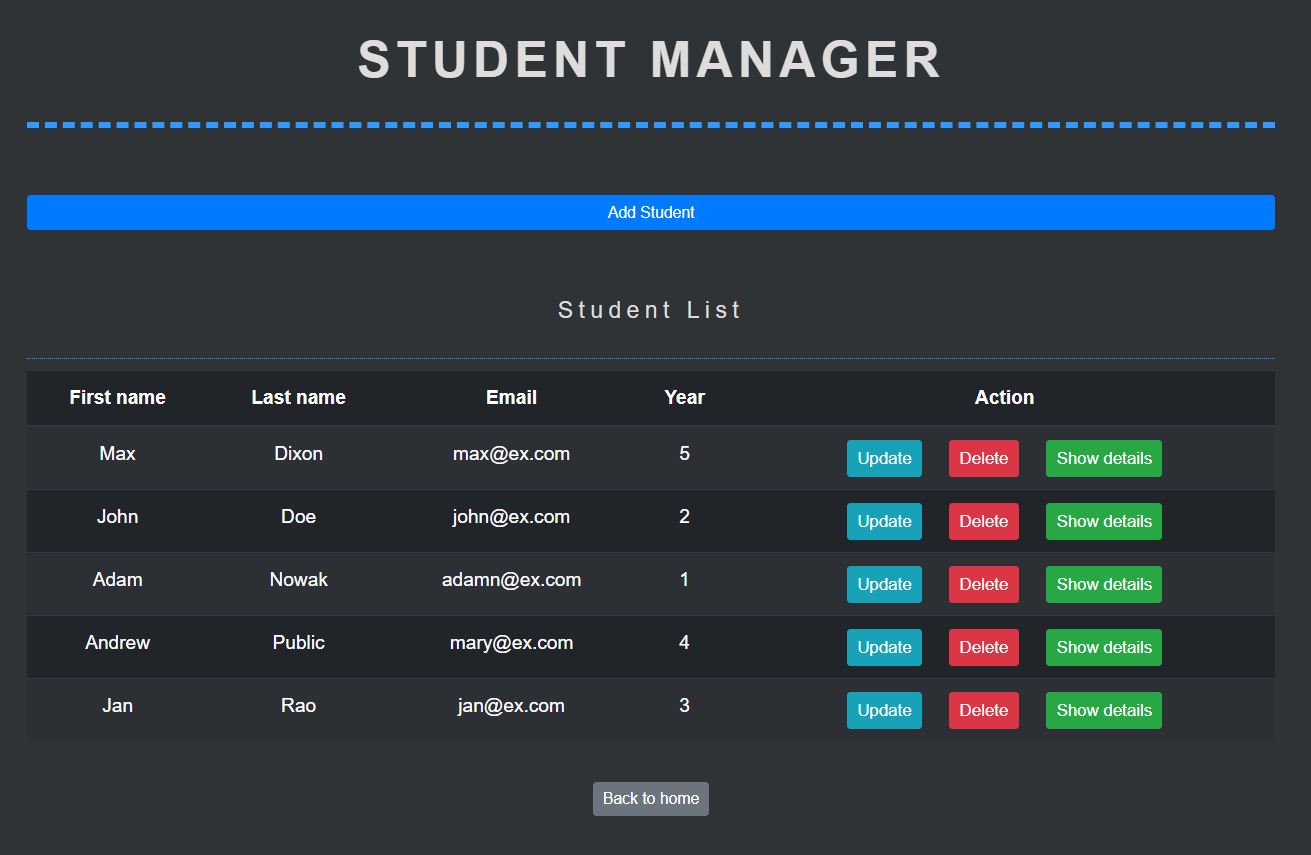 STUDENT MANAGER
Add Student
Student List
First name Last name Email Year Action
Max Dixon max@ex.com 5 Update Delete Show details
John Doe john@ex.com 2 Update Delete Show details
Adam Nowak adamn@ex.com 1 Update Delete Show details
Andrew Public mary@ex.com 4 Update Delete Show details
Jan Rao jan@ex.com 3 Update Delete Show details
Back to home